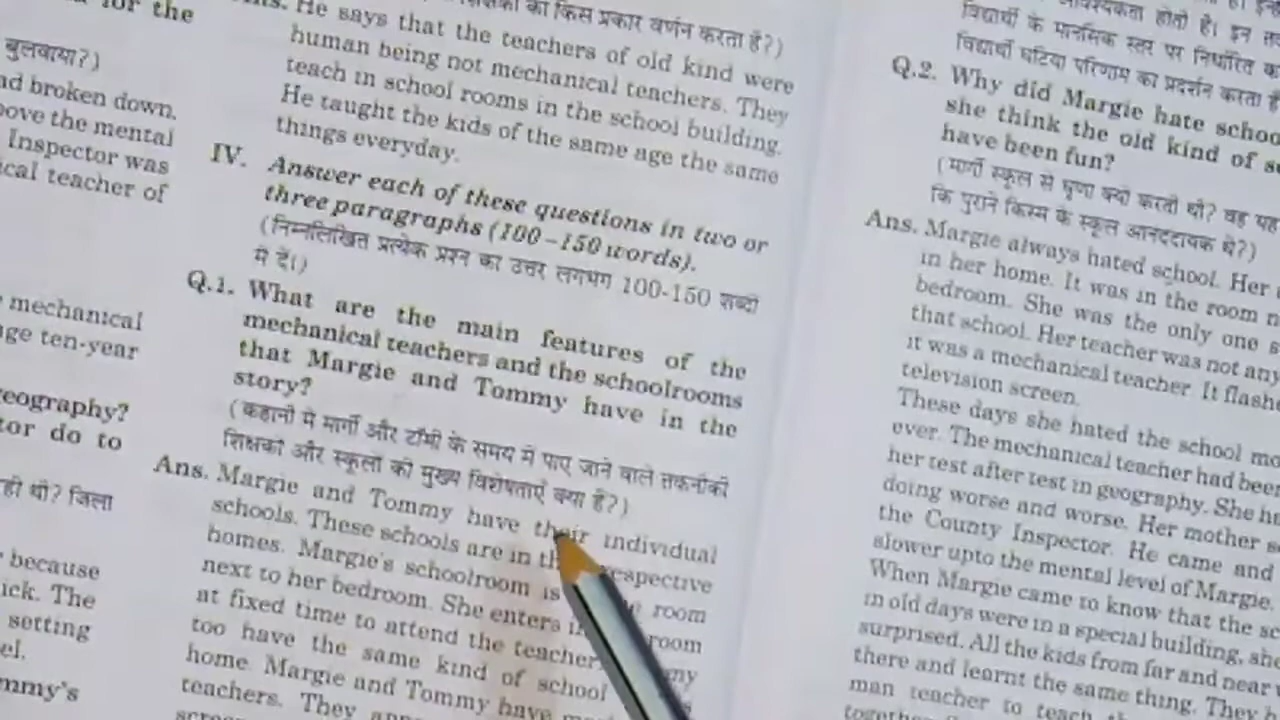 for the
बुलवाया?)
ad broken down.
ove the mental
Inspector was
ical teacher of
mechanical
age ten-year
geography?
tor do to
जिला
because
ick. The
setting
el.
mmy's
का किस प्रकार वर्णन करता है?)
He says that the teachers of old kind were
human being not mechanical teachers. They
teach in school rooms in the school building.
He taught the kids of the same age the same
things everyday.
IV. Answer each of these questions in two or
three paragraphs (100–150 words).
(निम्नलिखित प्रत्येक प्रश्न का उत्तर लगभग 100-150 शब्दों
में दें।)
Q.1. What are the main features of the
mechanical teachers and the schoolrooms
that Margie and Tommy have in the
story?
(कहानी में मार्गी और टॉमी के समय में पाए जाने वाले तकनीकी
शिक्षकों और स्कूलों की मुख्य विशेषताएँ क्या हैं?)
Ans. Margie and Tommy have their individual
schools. These schools are in th espective
homes. Margie's schoolroom is room
next to her bedroom. She enters room
at fixed time to attend the teacher my
too have the same kind of school
home. Margie and Tommy have
teachers. They
होती है। इन
विद्यार्थी के मानसिक स्तर पर निर्धारित
विद्यार्थी घटिया परिणाम का प्रदर्शन करता
Q.2. Why did Margie hate schoo
she think the old kind of s
have been fun?
(मार्गी स्कूल से घृणा क्यों करती थी? वह यह
कि पुराने किस्म के स्कूल आनंददायक थे?)
Ans. Margie always hated school. Her
in her home. It was in the room n
bedroom. She was the only one s
that school. Her teacher was not any
it was a mechanical teacher. It flashe
television screen.
These days she hated the school mo
ever. The mechanical teacher had been
her test after test in geography. She h
doing worse and worse. Her mother s
the County Inspector. He came and
slower upto the mental level of Margie.
When Margie came to know that the sc
in old days were in a special building, she
surprised. All the kids from far and near
there and learnt the same thing. They
man teacher to teach
together